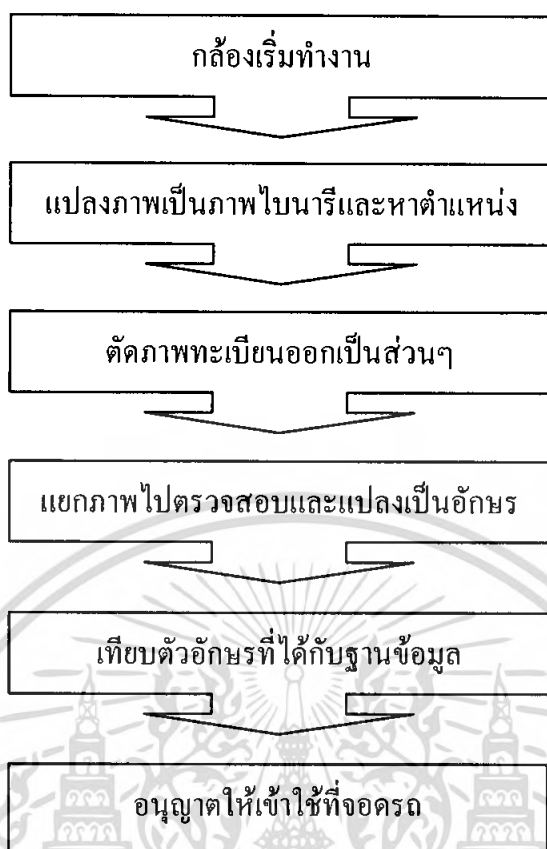 กล้องเริ่มทำงาน
แปลงภาพเป็นภาพไบนารีและหาตำแหน่ง
ตัดภาพทะเบียนออกเป็นส่วนๆ
แยกภาพไปตรวจสอบและแปลงเป็นอักษร
เทียบตัวอักษรที่ได้กับฐานข้อมูล
อนุญาตให้เข้าใช้ที่จอดรถ